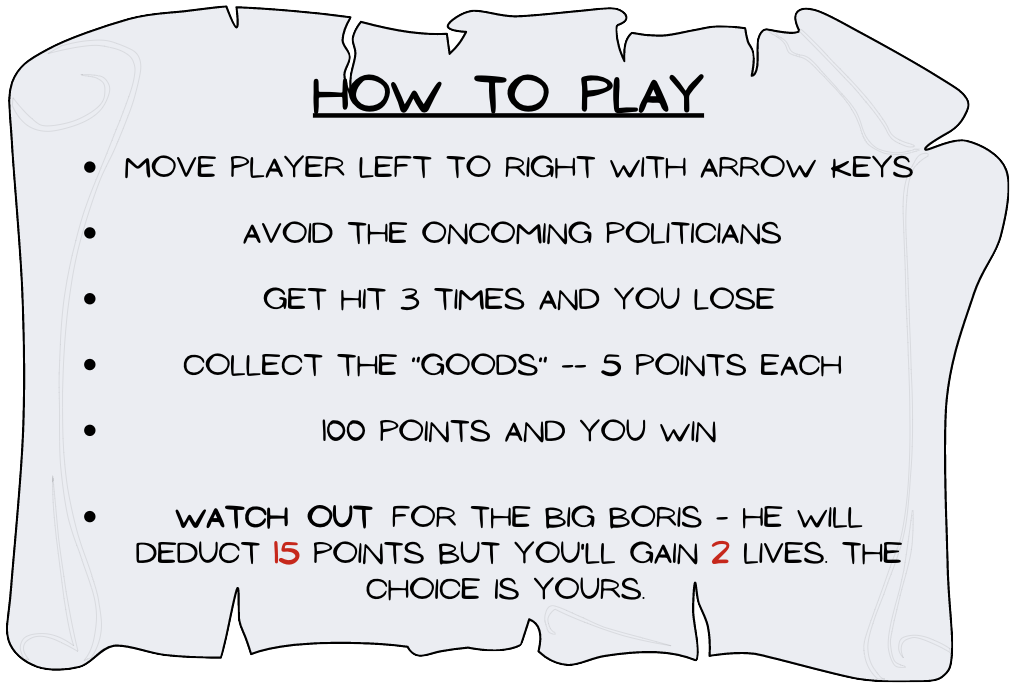 HOW TO PLAY
• MOVE PLAYER LEFT TO RIGHT WITH ARROW KEYS
• AVOID THE ONCOMING POLITICIANS
• GET HIT 3 TIMES AND YOU LOSE
• COLLECT THE "GOODS" -- 5 POINTS EACH
• 100 POINTS AND YOU WIN
• WATCH OUT FOR THE BIG BORIS - HE WILL
DEDUCT 15 POINTS BUT YOU'LL GAIN 2 LIVES. THE
CHOICE IS YOURS.